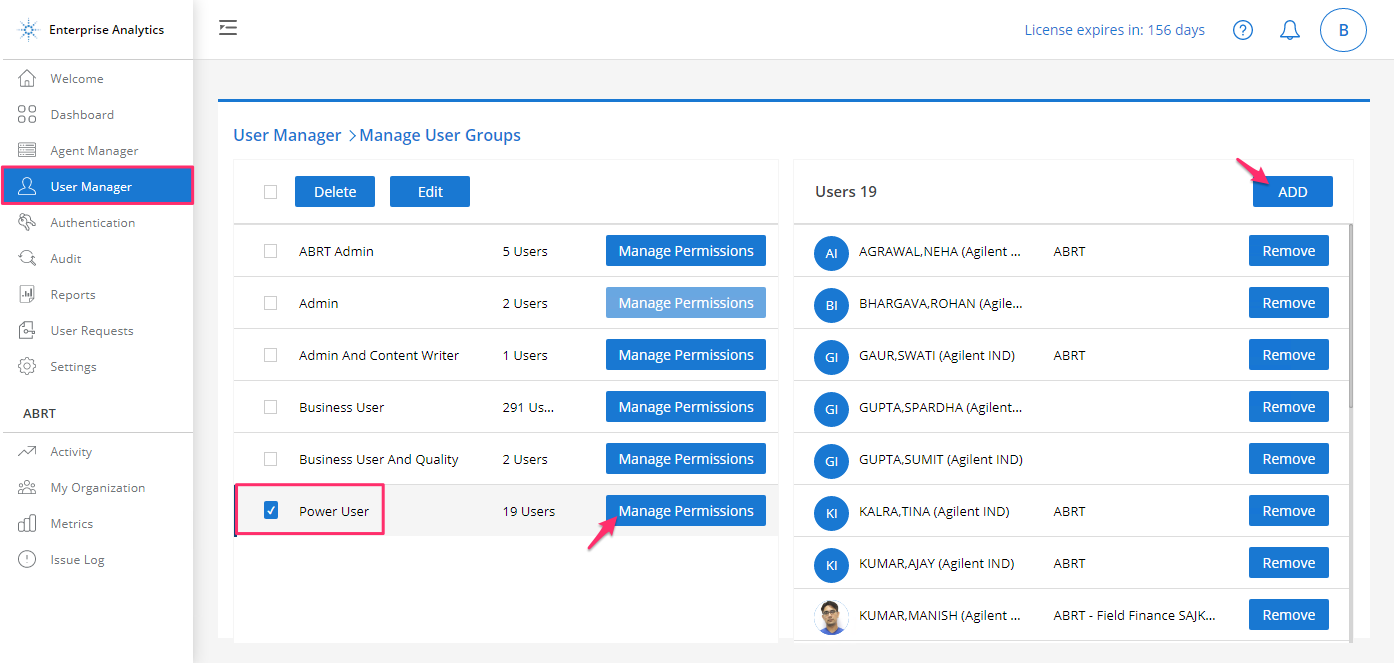 Enterprise Analytics
License expires in: 156 days
?
B
Welcome
Dashboard
Agent Manager
User Manager
Authentication
Audit
Reports
User Requests
Settings
ABRT
Activity
My Organization
Metrics
Issue Log
User Manager > Manage User Groups
Delete Edit
ABRT Admin 5 Users Manage Permissions
Admin 2 Users Manage Permissions
Admin And Content Writer 1 Users Manage Permissions
Business User 291 Us... Manage Permissions
Business User And Quality 2 Users Manage Permissions
Power User 19 Users Manage Permissions
Users 19 ADD
AI AGRAWAL,NEHA (Agilent ... ABRT Remove
BI BHARGAVA,ROHAN (Agile... Remove
GI GAUR,SWATI (Agilent IND) ABRT Remove
GI GUPTA,SPARDHA (Agilent... Remove
GI GUPTA,SUMIT (Agilent IND) Remove
KI KALRA,TINA (Agilent IND) ABRT Remove
KI KUMAR,AJAY (Agilent IND) ABRT Remove
KUMAR,MANISH (Agilent ... ABRT - Field Finance SAJK... Remove